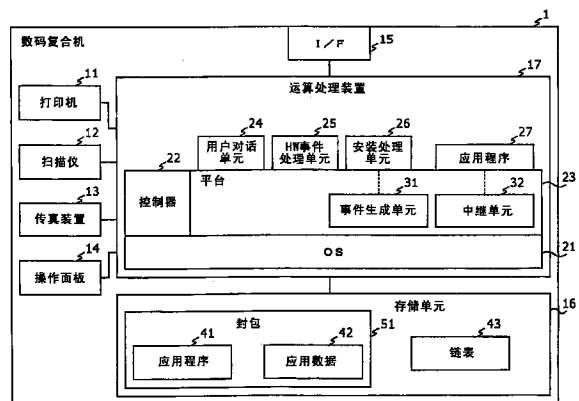 1
数码复合机
I/F
15
11
打印机
12
扫描仪
13
传真装置
14
操作面板
17
运算处理装置
24
用户对话
单元
25
HW事件
处理单元
26
安装处理
单元
27
应用程序
22
控制器
平台
23
31
事件生成单元
32
中继单元
OS
21
存储单元
16
封包
51
41
应用程序
42
应用数据
43
链表